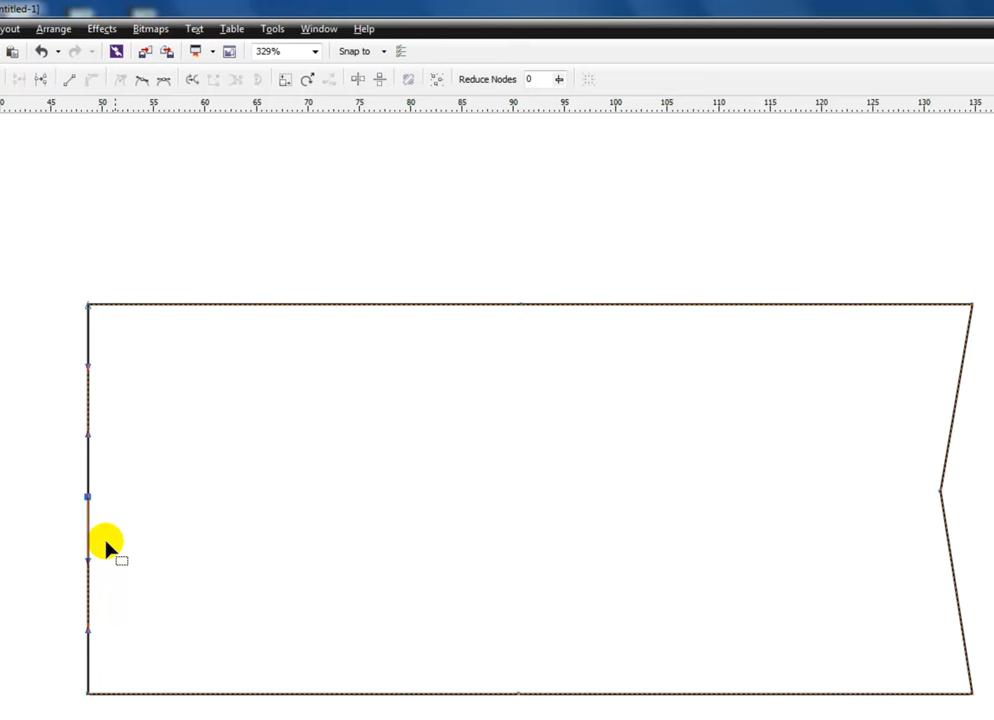 ntitled-1]
yout Arrange Effects Bitmaps Text Table Tools Window Help
329% Snap to
Reduce Nodes 0
0 45 50 55 60 65 70 75 80 85 90 95 100 105 110 115 120 125 130 135